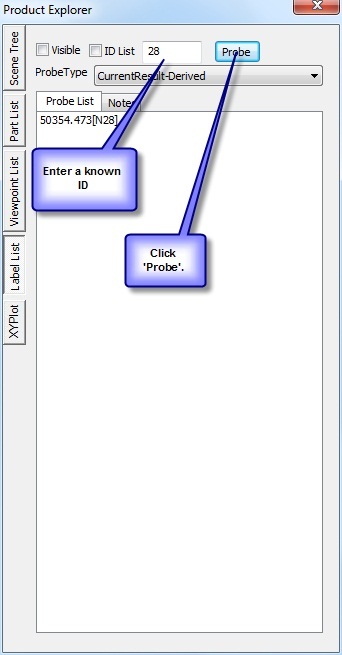 Product Explorer
Visible ID List 28 Probe
ProbeType CurrentResult-Derived
Probe List Notes
50354.473[N28]
Enter a known
ID
Click
'Probe'.
Scene Tree
Part List
Viewpoint List
Label List
XYPlot